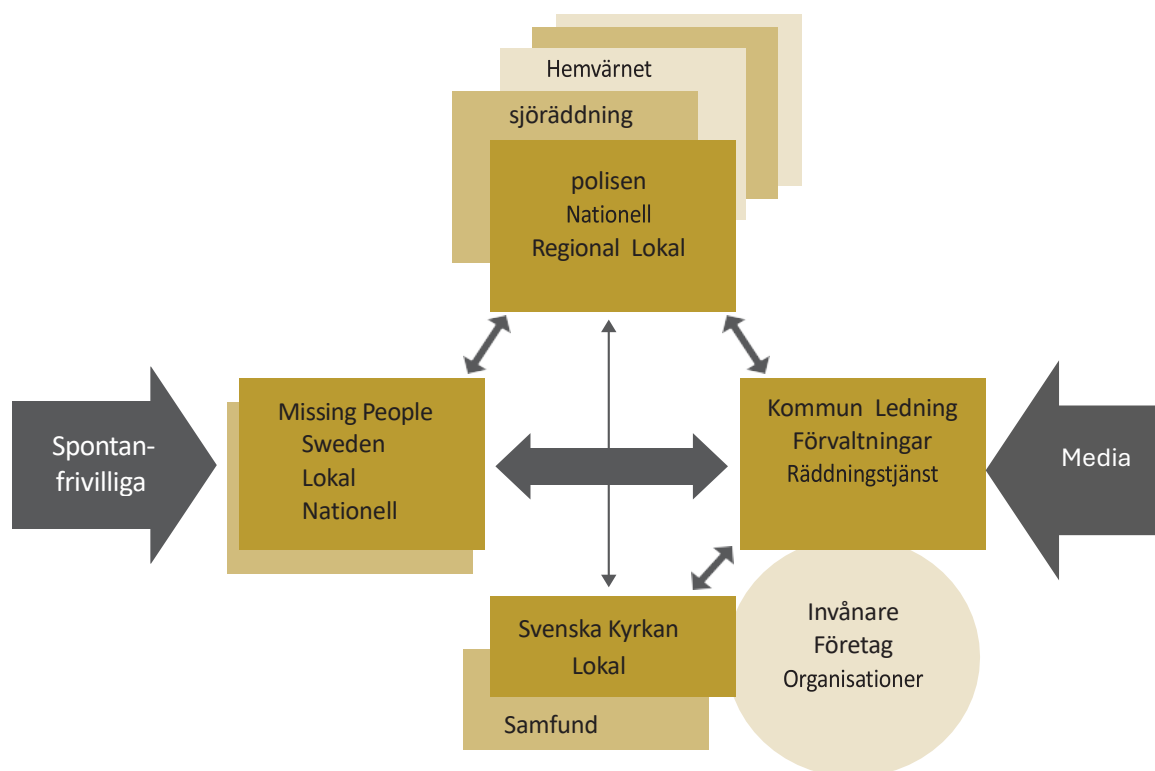 Hemvärnet
sjöräddning
polisen
Nationell
Regional Lokal
Spontan-
frivilliga
Missing People
Sweden
Lokal
Nationell
Kommun Ledning
Förvaltningar
Räddningstjänst
Media
Svenska Kyrkan
Lokal
Samfund
Invånare
Företag
Organisationer